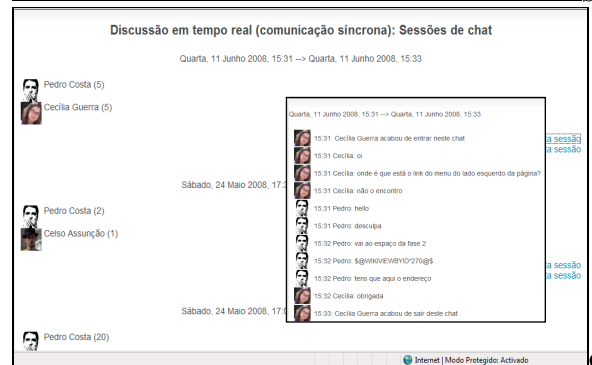 Discussão em tempo real (comunicação síncrona): Sessões de chat
Quarta, 11 Junho 2008, 15:31 --> Quarta, 11 Junho 2008, 15:33
Pedro Costa (5)
Cecília Guerra (5)
ta sessão
ta sessão
Sábado, 24 Maio 2008, 17:
Pedro Costa (2)
Celso Assunção (1)
ta sessão
ta sessão
Sábado, 24 Maio 2008, 17:
Pedro Costa (20)
Quarta, 11 Junho 2008, 15:31 --> Quarta, 11 Junho 2008, 15:33
15:31: Cecília Guerra acabou de entrar neste chat
15:31 Cecília: oi
15:31 Cecília: onde é que está o link do menu do lado esquerdo da página?
15:31 Cecília: não o encontro
15:31 Pedro: hello
15:31 Pedro: desculpa
15:32 Pedro: vai ao espaço da fase 2
15:32 Pedro: $@WIKIVIEWBYID*270@$
15:32 Pedro: tens que aqui o endereço
15:32 Cecília: obrigada
15:33: Cecília Guerra acabou de sair deste chat
Internet | Modo Protegido: Activado